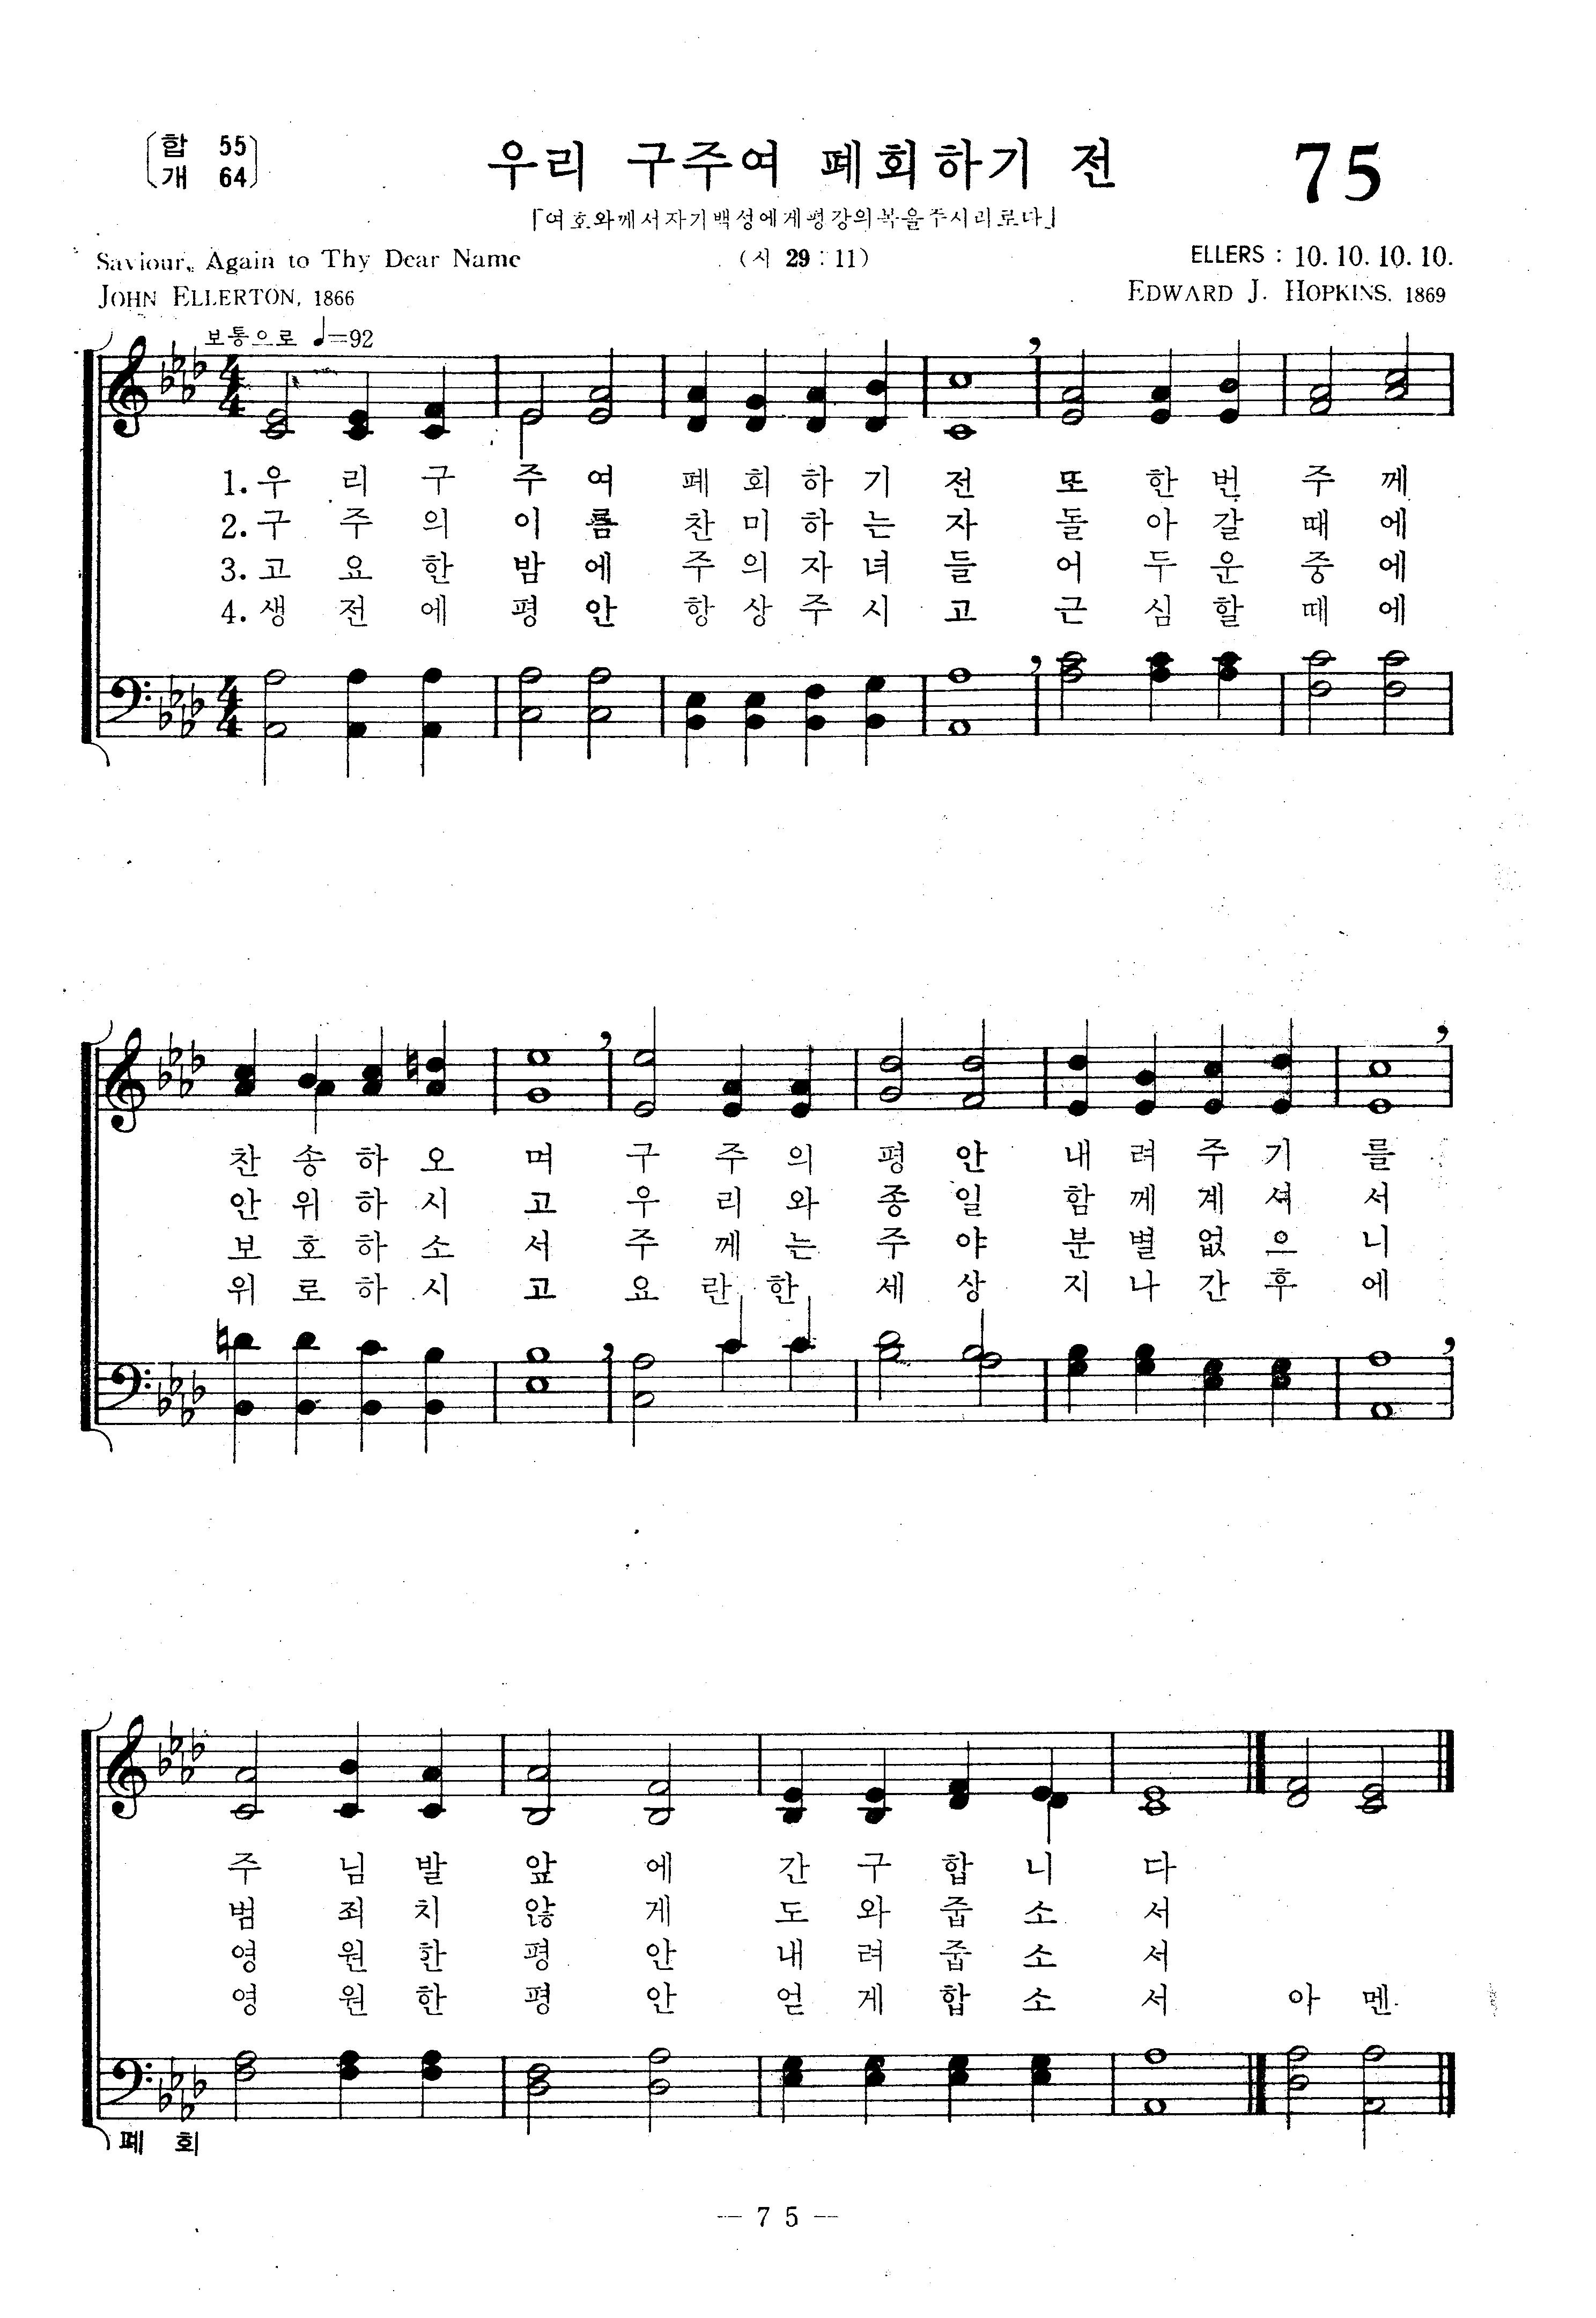 합 55
개 64
우리 구주여 폐회하기 전
75
「여호와께서자기백성에게평강의복을주시리로다」
Saviour, Again to Thy Dear Name
(시 29:11)
ELLERS : 10. 10. 10. 10.
JOHN ELLERTON, 1866
EDWARD J. HOPKINS. 1869
보통으로 ♩=92
1. 우 리 구 주 여 폐 회 하 기 전 또 한 번 주 께
2. 구 주 의 이 름 찬 미 하 는 자 돌 아 갈 때 에
3. 고 요 한 밤 에 주 의 자 녀 들 어 두 운 중 에
4. 생 전 에 평 안 항 상 주 시 고 근 심 할 때 에
찬 송 하 오 며 구 주 의 평 안 내 려 주 기 를
안 위 하 시 고 우 리 와 종 일 함 께 계 셔 서
보 호 하 소 서 주 께 는 주 야 분 별 없 으 니
위 로 하 시 고 요 란 한 세 상 지 나 간 후 에
주 님 발 앞 에 간 구 합 니 다
범 죄 치 않 게 도 와 줍 소 서
영 원 한 평 안 내 려 줍 소 서
영 원 한 평 안 얻 게 합 소 서 아 멘
폐 회
— 7 5 —